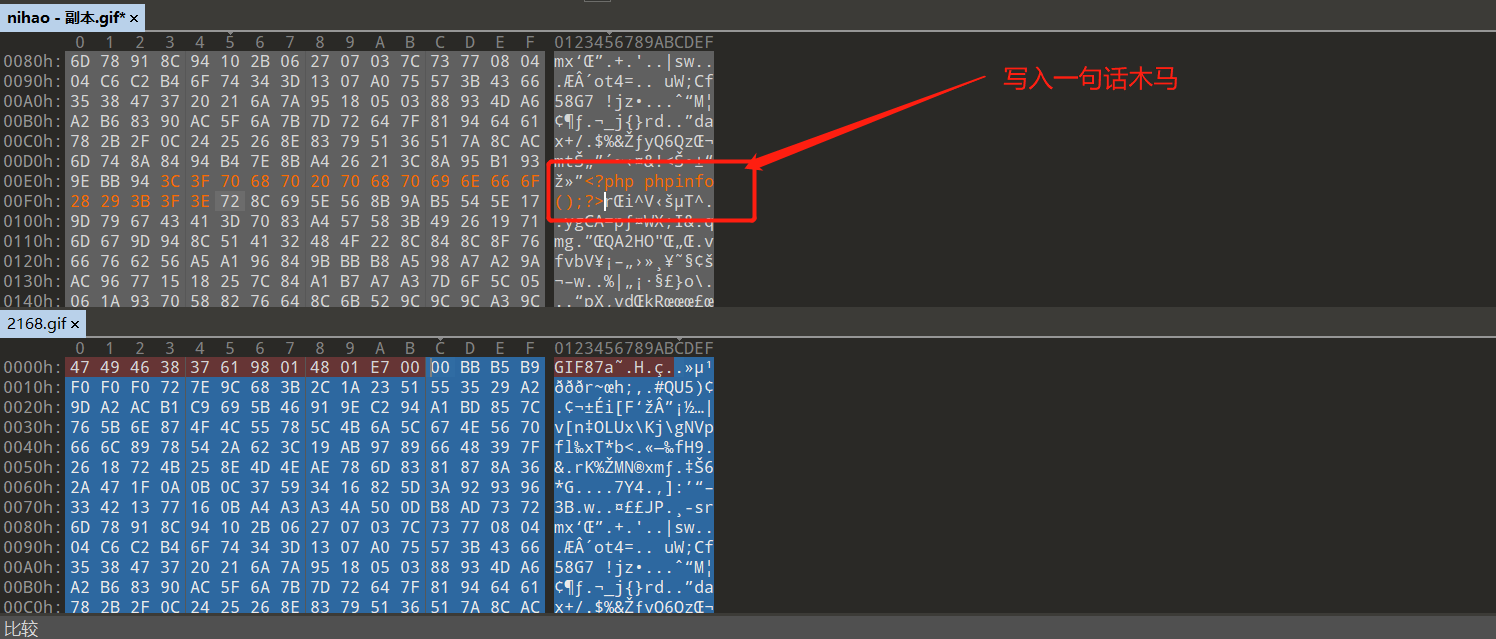 nihao - 副本.gif* ×
0 1 2 3 4 5 6 7 8 9 A B C D E F 0123456789ABCDEF
0080h: 6D 78 91 8C 94 10 2B 06 27 07 03 7C 73 77 08 04 mx‘Œ”.+.'..|sw..
0090h: 04 C6 C2 B4 6F 74 34 3D 13 07 A0 75 57 3B 43 66 .ÆÂ´ot4=.. uW;Cf
写入一句话木马
00A0h: 35 38 47 37 20 21 6A 7A 95 18 05 03 88 93 4D A6 58G7 !jz•...ˆ“M¦
00B0h: A2 B6 83 90 AC 5F 6A 7B 7D 72 64 7F 81 94 64 61 ¢¶ƒ.¬_j{}rd..”da
00C0h: 78 2B 2F 0C 24 25 26 8E 83 79 51 36 51 7A 8C AC x+/.$%&ŽƒyQ6QzŒ¬
00D0h: 6D 74 8A 84 94 B4 7E 8B A4 26 21 3C 8A 95 B1 93
00E0h: 9E BB 94 3C 3F 70 68 70 20 70 68 70 69 6E 66 6F ž»”<?php phpinfo
00F0h: 28 29 3B 3F 3E 72 8C 69 5E 56 8B 9A B5 54 5E 17 ();?>rŒi^V‹šµT^.
0100h: 9D 79 67 43 41 3D 70 83 A4 57 58 3B 49 26 19 71
0110h: 6D 67 9D 94 8C 51 41 32 48 4F 22 8C 84 8C 8F 76 mg.”ŒQA2HO"Œ„Œ.v
0120h: 66 76 62 56 A5 A1 96 84 9B BB B8 A5 98 A7 A2 9A fvbV¥¡–„›»¸¥˜§¢š
0130h: AC 96 77 15 18 25 7C 84 A1 B7 A7 A3 7D 6F 5C 05 ¬–w..%|„¡·§£}o\.
0140h: 06 1A 93 70 58 82 76 64 8C 6B 52 9C 9C 9C A3 9C ..“pX‚vdŒkRœœœ£œ
2168.gif ×
0 1 2 3 4 5 6 7 8 9 A B C D E F 0123456789ABCDEF
0000h: 47 49 46 38 37 61 98 01 48 01 E7 00 00 BB B5 B9 GIF87a˜.H.ç..»µ¹
0010h: F0 F0 F0 72 7E 9C 68 3B 2C 1A 23 51 55 35 29 A2 ðððr~œh;,.#QU5)¢
0020h: 9D A2 AC B1 C9 69 5B 46 91 9E C2 94 A1 BD 85 7C .¢¬±Éi[F‘žÂ”¡½…|
0030h: 76 5B 6E 87 4F 4C 55 78 5C 4B 6A 5C 67 4E 56 70 v[n‡OLUx\Kj\gNVp
0040h: 66 6C 89 78 54 2A 62 3C 19 AB 97 89 66 48 39 7F fl‰xT*b<.«—‰fH9.
0050h: 26 18 72 4B 25 8E 4D 4E AE 78 6D 83 81 87 8A 36 &.rK%ŽMN®xmƒ.‡Š6
0060h: 2A 47 1F 0A 0B 0C 37 59 34 16 82 5D 3A 92 93 96 *G....7Y4.‚]:’“–
0070h: 33 42 13 77 16 0B A4 A3 A3 4A 50 0D B8 AD 73 72 3B.w..¤££JP.¸-sr
0080h: 6D 78 91 8C 94 10 2B 06 27 07 03 7C 73 77 08 04 mx‘Œ”.+.'..|sw..
0090h: 04 C6 C2 B4 6F 74 34 3D 13 07 A0 75 57 3B 43 66 .ÆÂ´ot4=.. uW;Cf
00A0h: 35 38 47 37 20 21 6A 7A 95 18 05 03 88 93 4D A6 58G7 !jz•...ˆ“M¦
00B0h: A2 B6 83 90 AC 5F 6A 7B 7D 72 64 7F 81 94 64 61 ¢¶ƒ.¬_j{}rd..”da
00C0h: 78 2B 2F 0C 24 25 26 8E 83 79 51 36 51 7A 8C AC x+/.$%&ŽƒyQ6QzŒ¬
比较